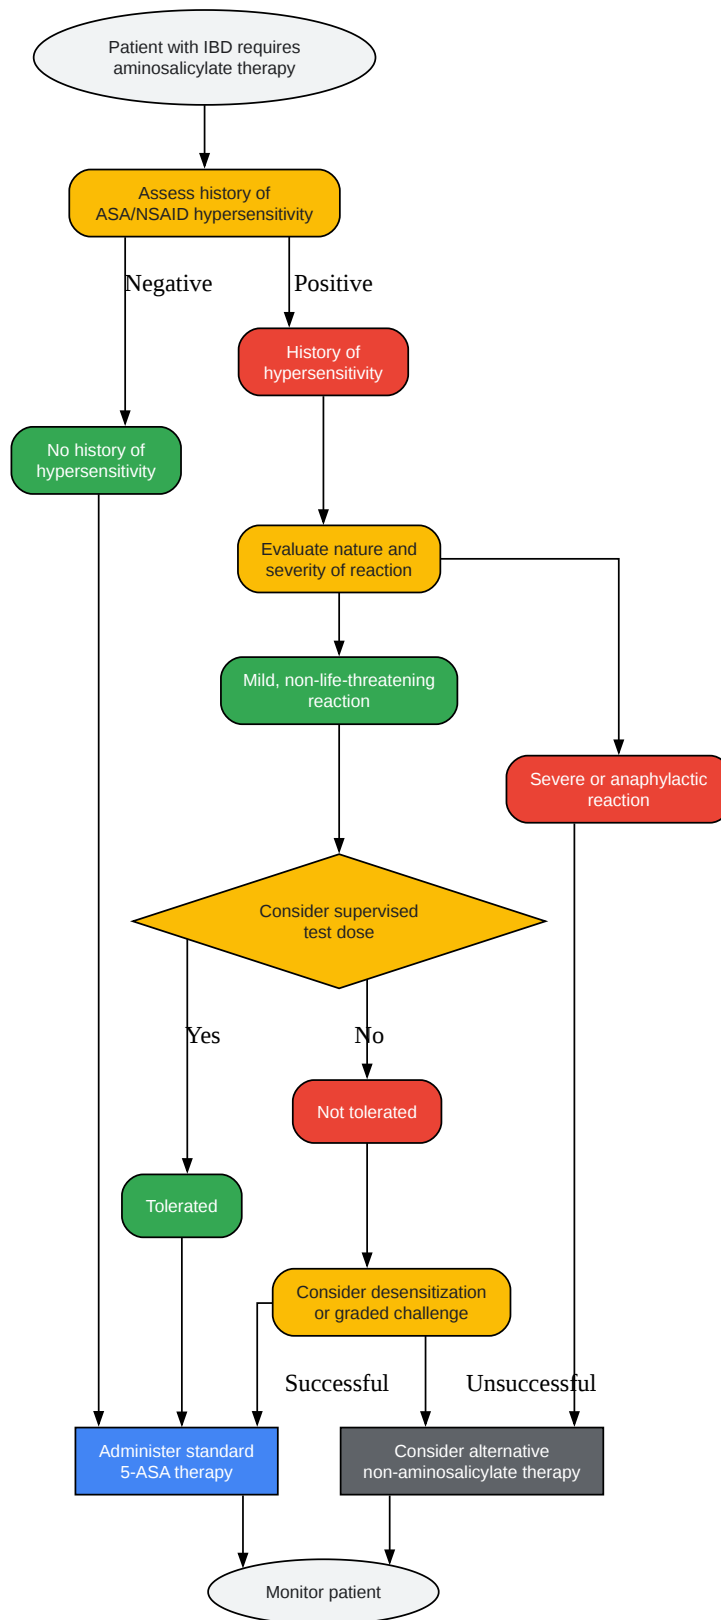 Patient with IBD requires
aminosalicylate therapy
Assess history of
ASA/NSAID hypersensitivity
Negative
Positive
History of
hypersensitivity
No history of
hypersensitivity
Evaluate nature and
severity of reaction
Mild, non-life-threatening
reaction
Severe or anaphylactic
reaction
Consider supervised
test dose
Yes
No
Not tolerated
Tolerated
Consider desensitization
or graded challenge
Successful
Unsuccessful
Administer standard
5-ASA therapy
Consider alternative
non-aminosalicylate therapy
Monitor patient